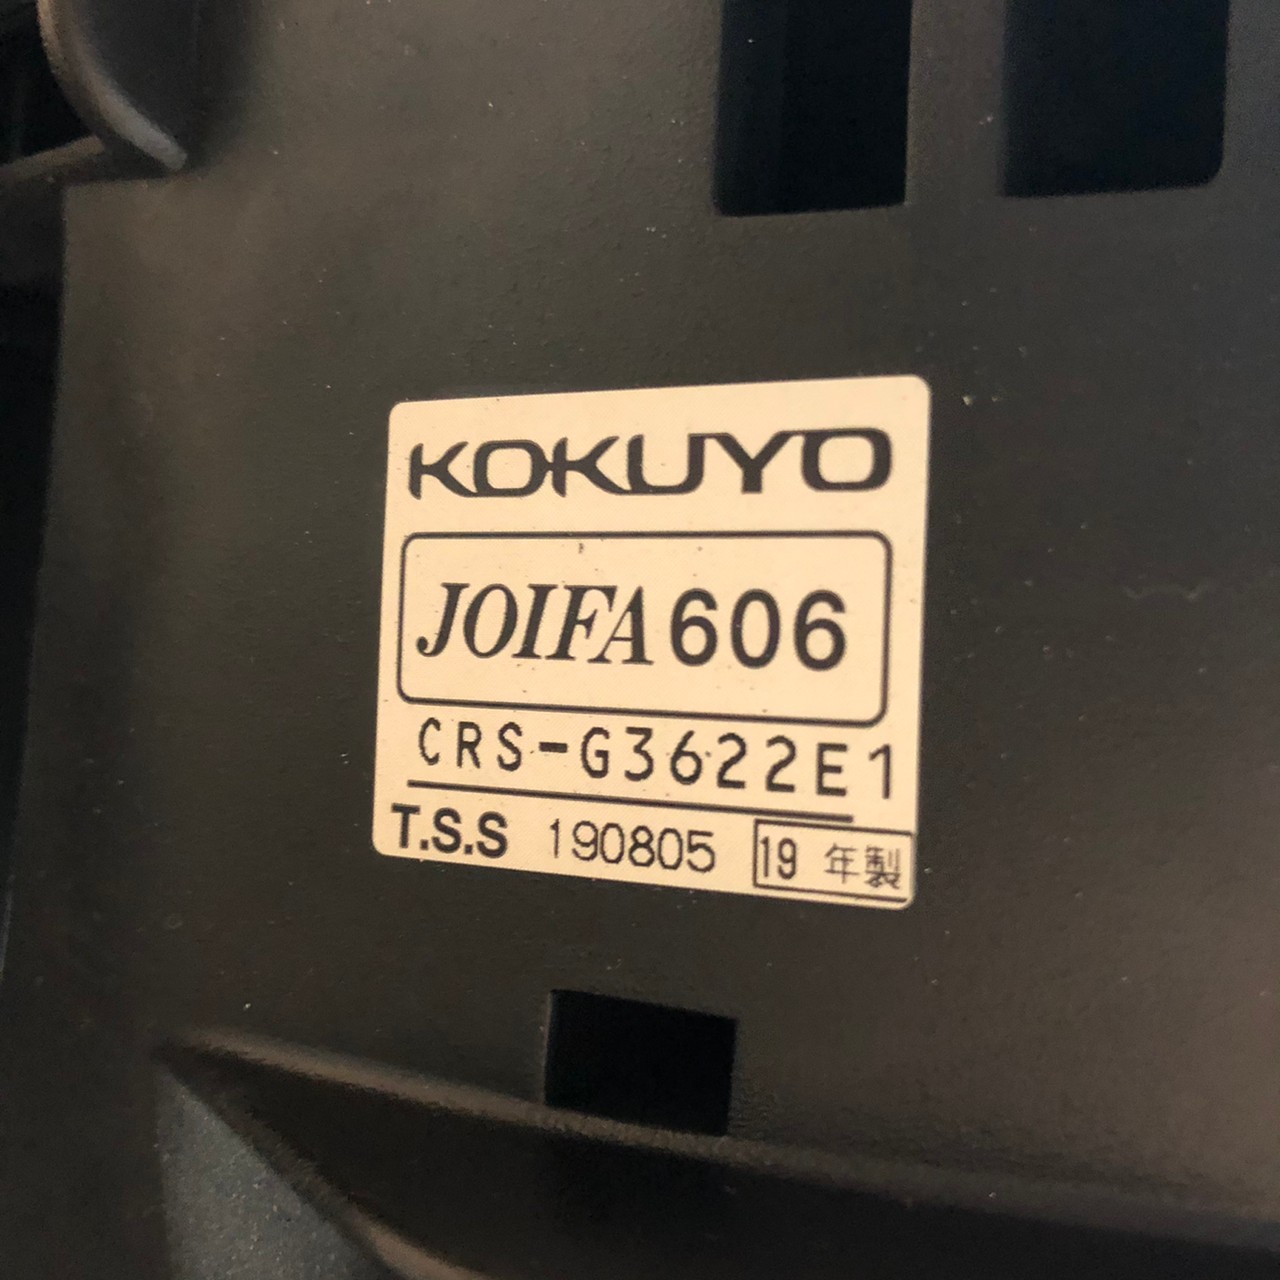 KOKUYO
JOIFA 606
CRS-G3622E1
T.S.S 190805 19 年製